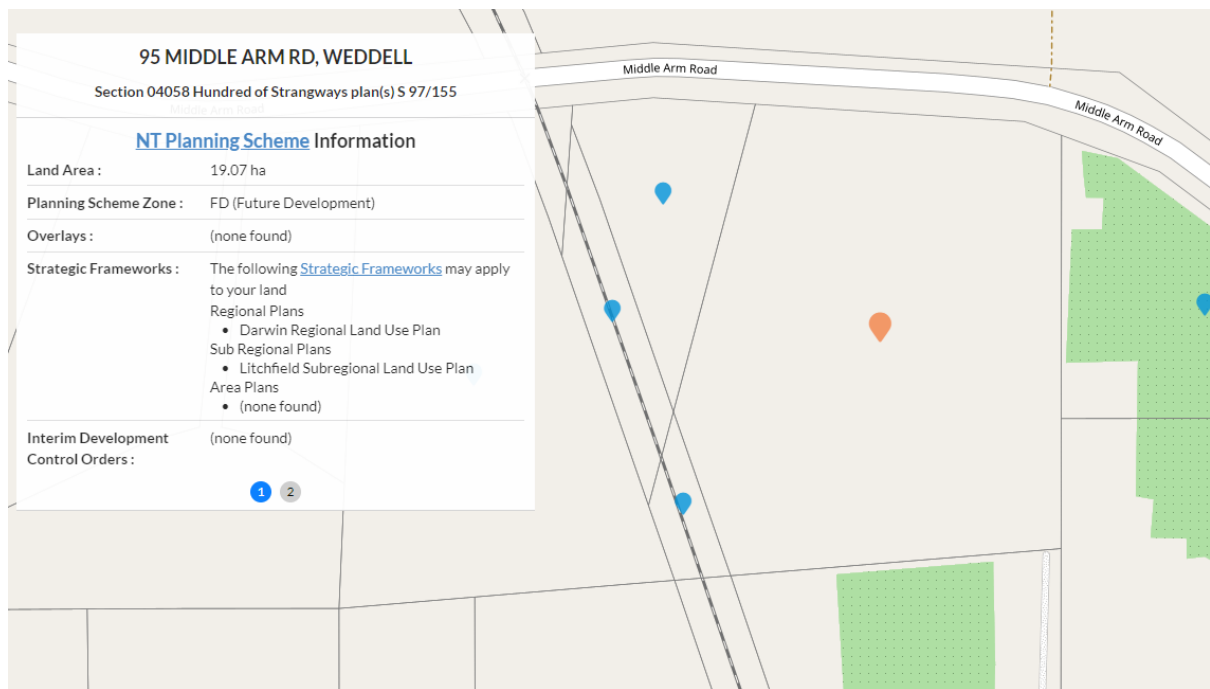 95 MIDDLE ARM RD, WEDDELL
Section 04058 Hundred of Strangways plan(s) S 97/155
Middle Arm Road
NT Planning Scheme Information
Land Area : 19.07 ha
Planning Scheme Zone : FD (Future Development)
Overlays : (none found)
Strategic Frameworks : The following Strategic Frameworks may apply
to your land
Regional Plans
• Darwin Regional Land Use Plan
Sub Regional Plans
• Litchfield Subregional Land Use Plan
Area Plans
• (none found)
Interim Development (none found)
Control Orders :
1 2
Middle Arm Road
Middle Arm Road